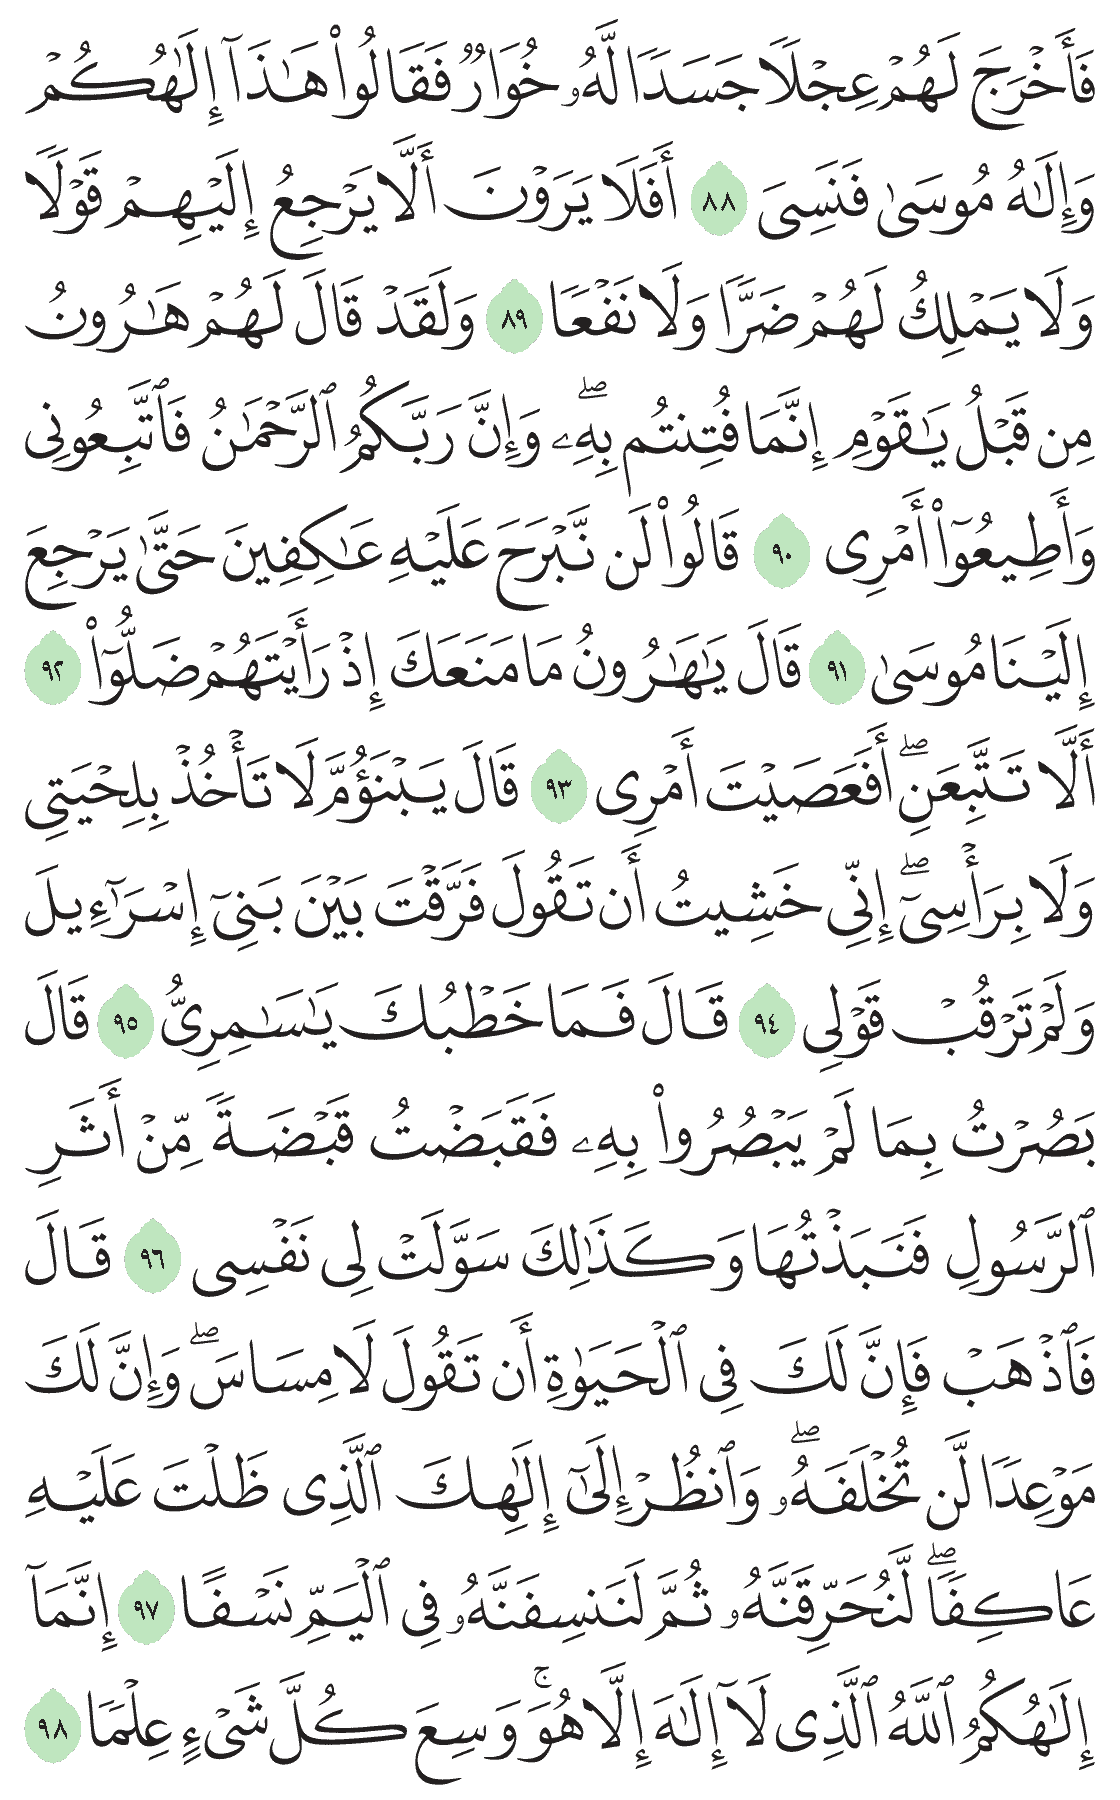 فَأَخْرَجَ لَهُمْ عِجْلًا جَسَدًا لَّهُۥ خُوَارٌ فَقَالُوا۟ هَـٰذَآ إِلَـٰهُكُمْ
وَإِلَـٰهُ مُوسَىٰ فَنَسِىَ ٨٨ أَفَلَا يَرَوْنَ أَلَّا يَرْجِعُ إِلَيْهِمْ قَوْلًا
وَلَا يَمْلِكُ لَهُمْ ضَرًّا وَلَا نَفْعًا ٨٩ وَلَقَدْ قَالَ لَهُمْ هَـٰرُونُ
مِن قَبْلُ يَـٰقَوْمِ إِنَّمَا فُتِنتُم بِهِۦ ۖ وَإِنَّ رَبَّكُمُ ٱلرَّحْمَـٰنُ فَٱتَّبِعُونِى
وَأَطِيعُوٓا۟ أَمْرِى ٩٠ قَالُوا۟ لَن نَّبْرَحَ عَلَيْهِ عَـٰكِفِينَ حَتَّىٰ يَرْجِعَ
إِلَيْنَا مُوسَىٰ ٩١ قَالَ يَـٰهَـٰرُونُ مَا مَنَعَكَ إِذْ رَأَيْتَهُمْ ضَلُّوٓا۟ ٩٢
أَلَّا تَتَّبِعَنِ ۖ أَفَعَصَيْتَ أَمْرِى ٩٣ قَالَ يَبْنَؤُمَّ لَا تَأْخُذْ بِلِحْيَتِى
وَلَا بِرَأْسِىٓ ۖ إِنِّى خَشِيتُ أَن تَقُولَ فَرَّقْتَ بَيْنَ بَنِىٓ إِسْرَٰٓءِيلَ
وَلَمْ تَرْقُبْ قَوْلِى ٩٤ قَالَ فَمَا خَطْبُكَ يَـٰسَـٰمِرِىُّ ٩٥ قَالَ
بَصُرْتُ بِمَا لَمْ يَبْصُرُوا۟ بِهِۦ فَقَبَضْتُ قَبْضَةً مِّنْ أَثَرِ
ٱلرَّسُولِ فَنَبَذْتُهَا وَكَذَٰلِكَ سَوَّلَتْ لِى نَفْسِى ٩٦ قَالَ
فَٱذْهَبْ فَإِنَّ لَكَ فِى ٱلْحَيَوٰةِ أَن تَقُولَ لَا مِسَاسَ ۖ وَإِنَّ لَكَ
مَوْعِدًا لَّن تُخْلَفَهُۥ ۖ وَٱنظُرْ إِلَىٰٓ إِلَـٰهِكَ ٱلَّذِى ظَلْتَ عَلَيْهِ
عَاكِفًا ۖ لَّنُحَرِّقَنَّهُۥ ثُمَّ لَنَنسِفَنَّهُۥ فِى ٱلْيَمِّ نَسْفًا ٩٧ إِنَّمَآ
إِلَـٰهُكُمُ ٱللَّهُ ٱلَّذِى لَآ إِلَـٰهَ إِلَّا هُوَ ۚ وَسِعَ كُلَّ شَىْءٍ عِلْمًا ٩٨